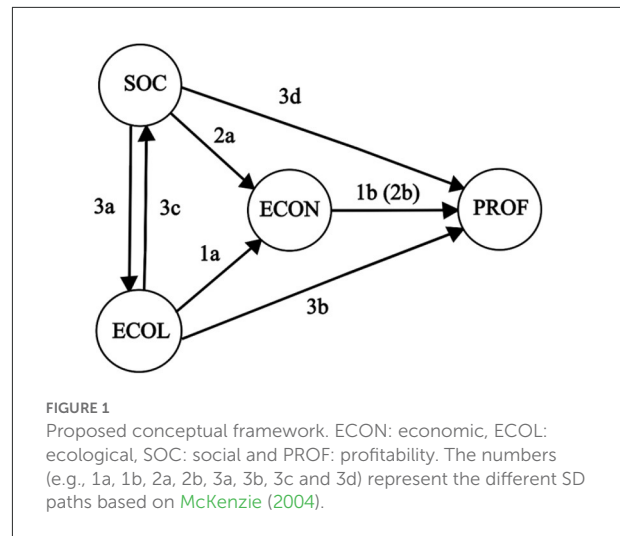 SOC
3d
2a
3a
3c
ECON
1b (2b)
PROF
1a
ECOL
3b
FIGURE 1
Proposed conceptual framework. ECON: economic, ECOL:
ecological, SOC: social and PROF: profitability. The numbers
(e.g., 1a, 1b, 2a, 2b, 3a, 3b, 3c and 3d) represent the different SD
paths based on McKenzie (2004).